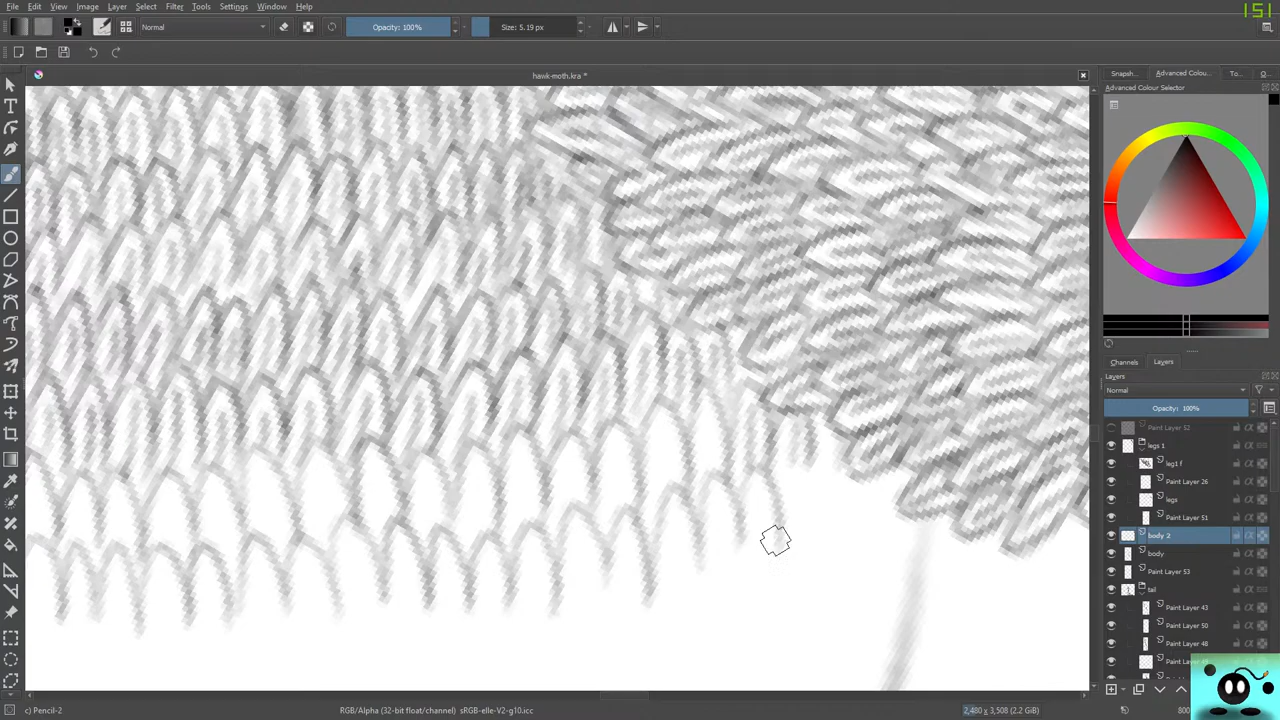 File Edit View Image Layer Select Filter Tools Settings Window Help
151
Normal
Opacity: 100%
Size: 5.19 px
hawk-moth.kra *
Snapsh... Advanced Colou... To... O...
Advanced Colour Selector
Channels Layers
Layers
Normal
Opacity: 100%
Paint Layer 52
legs 1
leg1 f
Paint Layer 26
legs
Paint Layer 51
body 2
body
Paint Layer 53
tail
Paint Layer 43
Paint Layer 50
Paint Layer 48
c) Pencil-2
RGB/Alpha (32-bit float/channel) sRGB-elle-V2-g10.icc
2,480 x 3,508 (2.2 GiB)
800